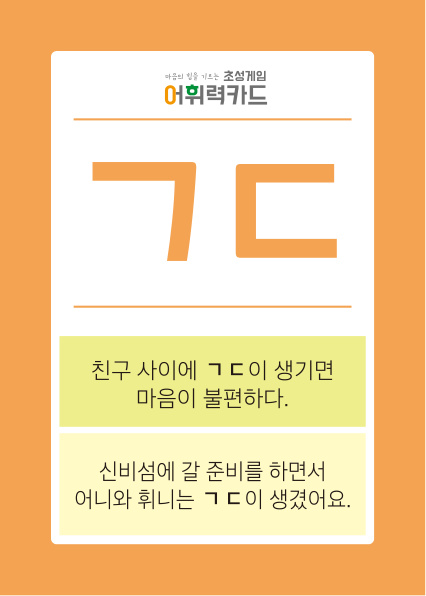 마음의 힘을 기르는 초성게임
어휘력카드
ㄱㄷ
친구 사이에 ㄱㄷ이 생기면
마음이 불편하다.
신비섬에 갈 준비를 하면서
어니와 휘니는 ㄱㄷ이 생겼어요.